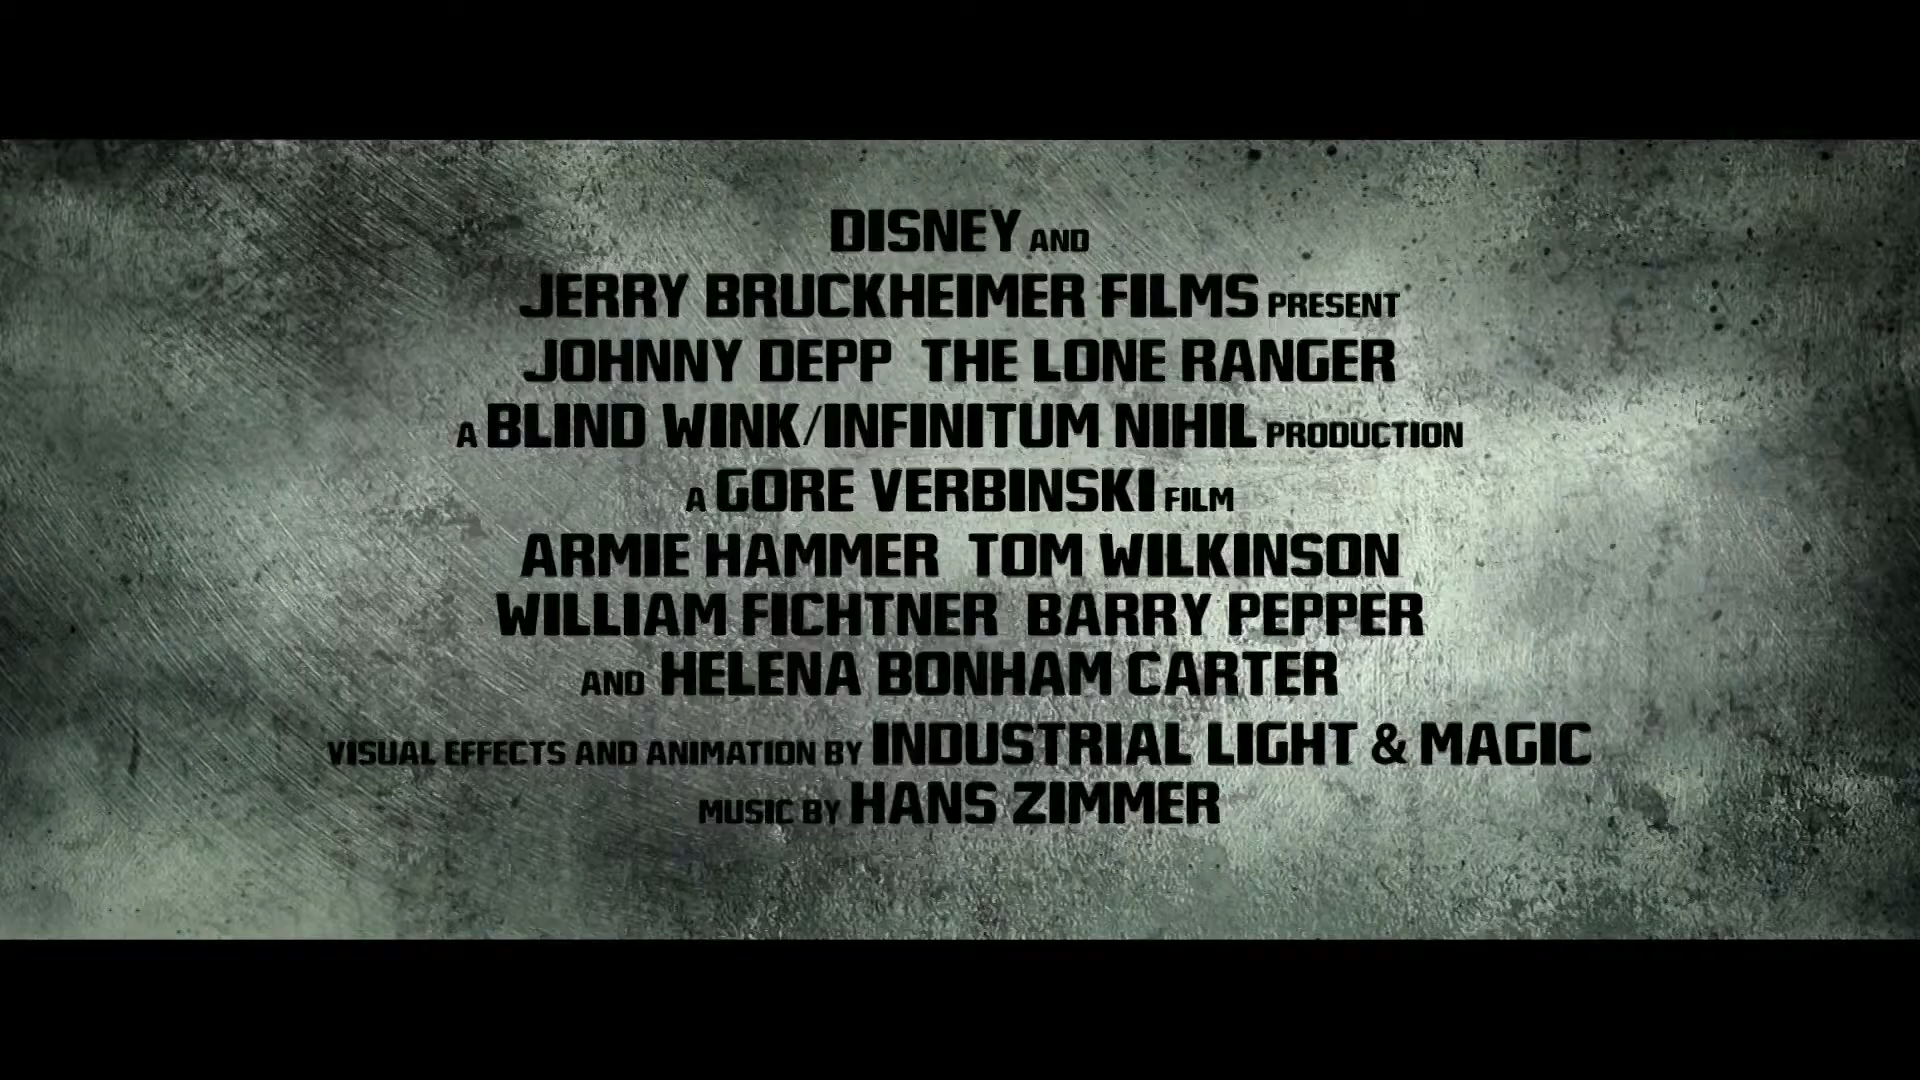 DISNEY AND
JERRY BRUCKHEIMER FILMS PRESENT
JOHNNY DEPP THE LONE RANGER
A BLIND WINK/INFINITUM NIHIL PRODUCTION
A GORE VERBINSKI FILM
ARMIE HAMMER TOM WILKINSON
WILLIAM FICHTNER BARRY PEPPER
AND HELENA BONHAM CARTER
VISUAL EFFECTS AND ANIMATION BY INDUSTRIAL LIGHT & MAGIC
MUSIC BY HANS ZIMMER